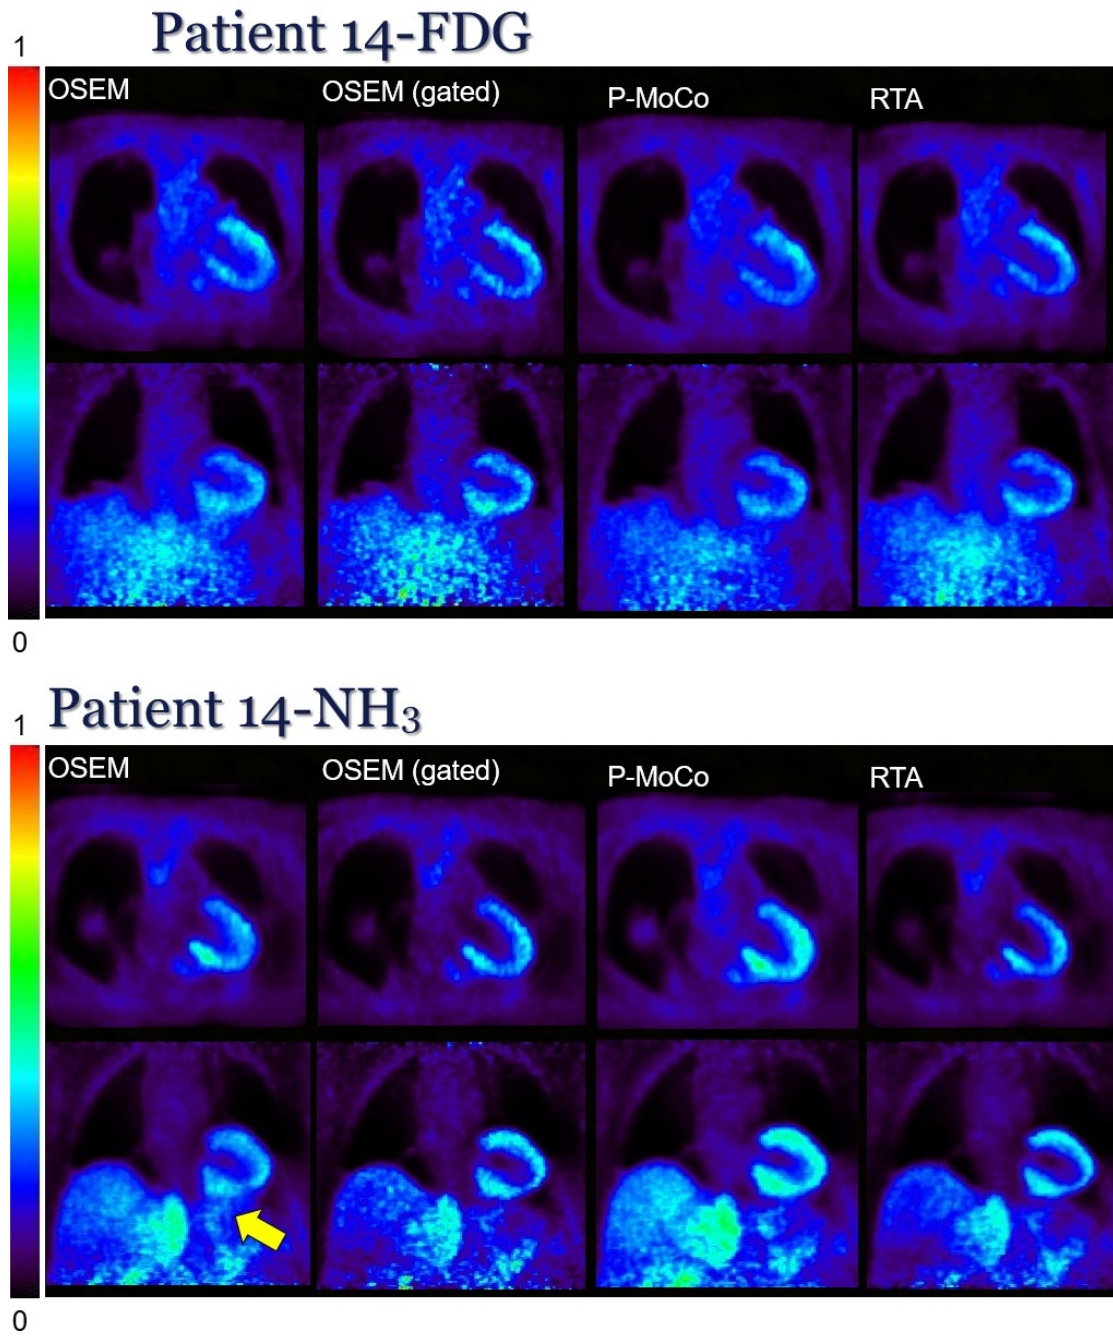 Patient 14-FDG
1
OSEM OSEM (gated) P-MoCo RTA
0
Patient 14-NH₃
1
OSEM OSEM (gated) P-MoCo RTA
0